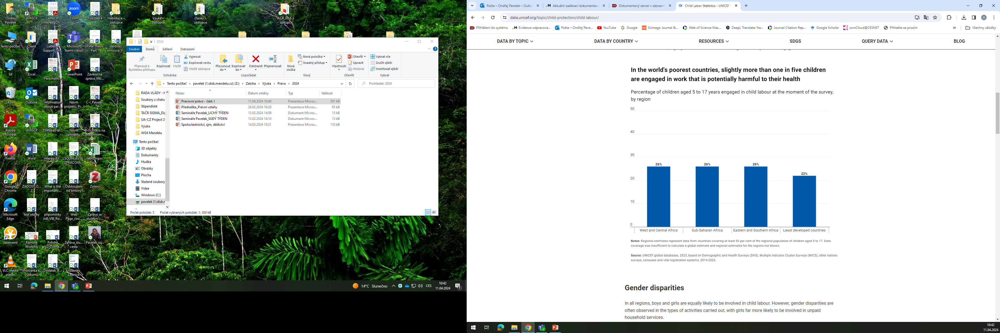 Ondřej
Pavelek
WinSCP
Letter of
Interest_Ch...
Zoom
Posudek k
Habilitace –
zástupce
Výuka –
zástupce
články –
zástupce
TAČR_hod...
– zástupce
Tento počítač
Client
Letter of
Support_Sh...
Microsoft
Teams classic
Final Thesis
Part 1
darovací
smlouva_V...
Síť
Excel
C-I –
Personální...
PowerPoint
Závěrečná
zpráva_Mo...
Koš
Outlook
Information
about par...
Návrh
projektu_Pr...
C-I_Pavele...
Adobe
Acrobat
WinSCP
559f6ba8-af...
Návrh
projektu
B-III_Právo na
pracovním ...
Firefox
Word
Intereg-Kli...
SOUHLAS SE
ZPRACOVA...
akris mpsv
czv
Google
Chrome
ZADOST_O...
2
What is the
importanc...
Odstoupení
od smlovy
Zotero
Microsoft
Edge
test otázky
připomínky
JoB_VIB_Ro...
Web
Page_coo...
Zpráva ze
služební c...
salamand
Remote
Working
Zpráva_slu...
cesta
Pavelek_sq...
VLC media
player
Pozvánka k
výzkumu
Dodatek_B...
Jízdenky
Lednice
2024
Soubor
Domů
Sdílení
Zobrazení
Připnout k
Rychlému přístupu
Kopírovat
Vložit
Vyjmout
Kopírovat cestu
Vložit zástupce
Schránka
Přesunout
do
Kopírovat
do
Odstranit
Přejmenovat
Uspořádat
Nová
složka
Nová položka
Snadný přístup
Nový
Vlastnosti
Otevřít
Upravit
Historie
Otevřít
Vybrat vše
Zrušit výběr
Invertovat výběr
Vybrat
Tento počítač > pavelek (\\disk.mendelu.cz) (Z:) > Zaloha > Výuka > Právo > 2024
Prohledat: 2024
RADA VLÁDY - H
Soubory z chatu
Stipendisté
TAČR SIGMA_Dig
UA-CZ Project 2
Výuka
WG4 Mendelu
Tento počítač
3D objekty
Dokumenty
Hudba
Obrázky
Plocha
Stažené soubory
Videa
Windows (C:)
pavelek (\\disk.m
Název Datum změny Typ Velikost
Pracovní právo - část. I 11.04.2024 10:40 Prezentace Micros... 301 kB
Přednáška_Právní vztahy 26.02.2024 16:20 Prezentace Micros... 65 kB
Semináře Pavelek_LICHÝ TÝDEN 13.02.2024 14:09 Dokument Micros... 13 kB
Semináře Pavelek_SUDÝ TÝDEN 13.02.2024 14:10 Dokument Micros... 13 kB
Spoluvlastnictví, sjm, dědictví 14.03.2024 10:21 Prezentace Micros... 110 kB
Počet položek: 5 Počet vybraných položek: 1; 300 kB
14°C Slunečno
CES
10:42
11.04.2024
1
Pošta – Ondřej Pavelek – Outlo
Aktuální zadávací dokumentace
Dokumentový server v záznamn
Child Labor Statistics - UNICEF
data.unicef.org/topic/child-protection/child-labour/
Přihlášení do systému
Evidence odpracova...
Pošta – Ondřej Pave...
YouTube
Google
Scimago Journal &...
Web of Science Mas...
DeepL Translate: Ne...
Journal Citation Rep...
Google Scholar
ownCloud@CESNET
Přihlašte se prosím
Všechny záložky
DATA BY TOPIC
DATA BY COUNTRY
RESOURCES
SDGS
QUERY DATA
BLOG
In the world's poorest countries, slightly more than one in five children
are engaged in work that is potentially harmful to their health
Percentage of children aged 5 to 17 years engaged in child labour at the moment of the survey,
by region
50
40
30
20
10
0
26%
26%
26%
22%
West and Central Africa
Sub-Saharan Africa
Eastern and Southern Africa
Least developed countries
Notes: Regional estimates represent data from countries covering at least 50 per cent of the regional population of children aged 5 to 17. Data
coverage was insufficient to calculate a global estimate and regional estimates for the regions not shown.
Source: UNICEF global databases, 2023, based on Demographic and Health Surveys (DHS), Multiple Indicator Cluster Surveys (MICS), other nationa
surveys, censuses and vital registration systems, 2014-2022.
Gender disparities
In all regions, boys and girls are equally likely to be involved in child labour. However, gender disparities are
often observed in the types of activities carried out, with girls far more likely to be involved in unpaid
household services.
10:42
11.04.2024